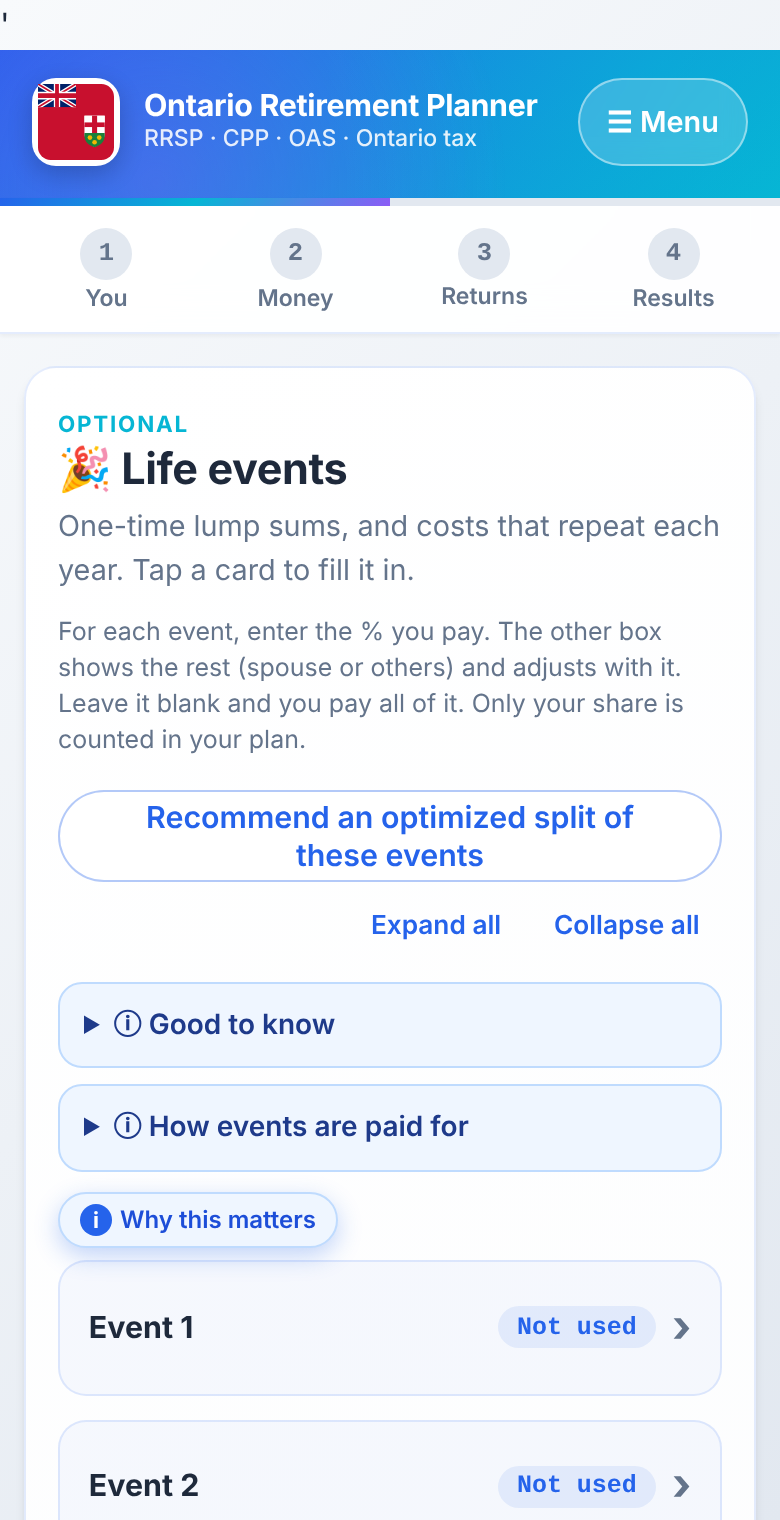 '
Ontario Retirement Planner
RRSP · CPP · OAS · Ontario tax
☰ Menu
1
You
2
Money
3
Returns
4
Results
OPTIONAL
🎉 Life events
One-time lump sums, and costs that repeat each
year. Tap a card to fill it in.
For each event, enter the % you pay. The other box
shows the rest (spouse or others) and adjusts with it.
Leave it blank and you pay all of it. Only your share is
counted in your plan.
Recommend an optimized split of
these events
Expand all
Collapse all
▶ ⓘ Good to know
▶ ⓘ How events are paid for
i Why this matters
Event 1
Not used ›
Event 2
Not used ›